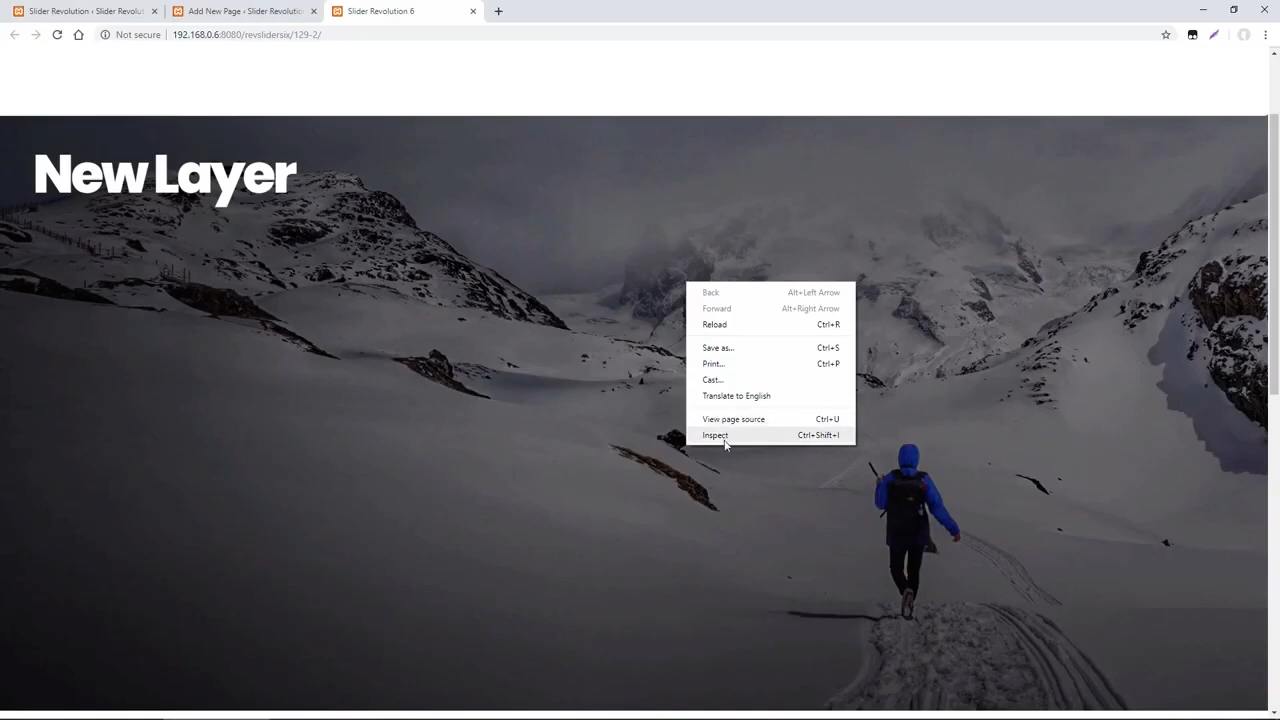 Slider Revolution ‹ Slider Revolut
Add New Page ‹ Slider Revolution
Slider Revolution 6
Not secure
192.168.0.6:8080/revslidersix/129-2/
New Layer
Back Alt+Left Arrow
Forward Alt+Right Arrow
Reload Ctrl+R
Save as... Ctrl+S
Print... Ctrl+P
Cast...
Translate to English
View page source Ctrl+U
Inspect Ctrl+Shift+I